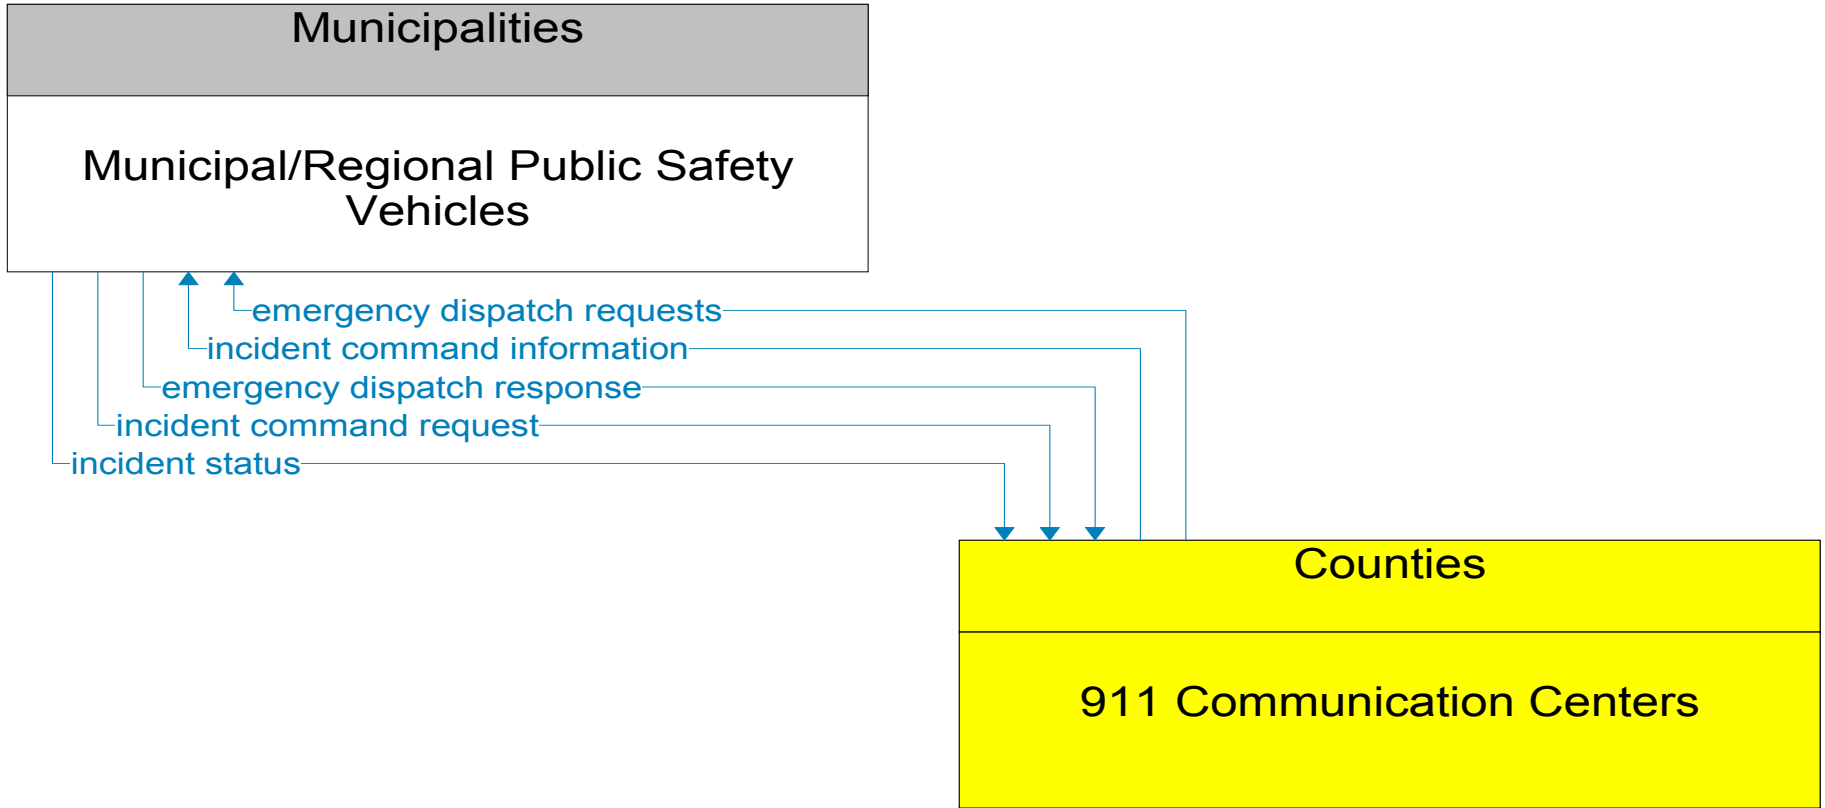 Municipalities
Municipal/Regional Public Safety
Vehicles
emergency dispatch requests
incident command information
emergency dispatch response
incident command request
incident status
Counties
911 Communication Centers